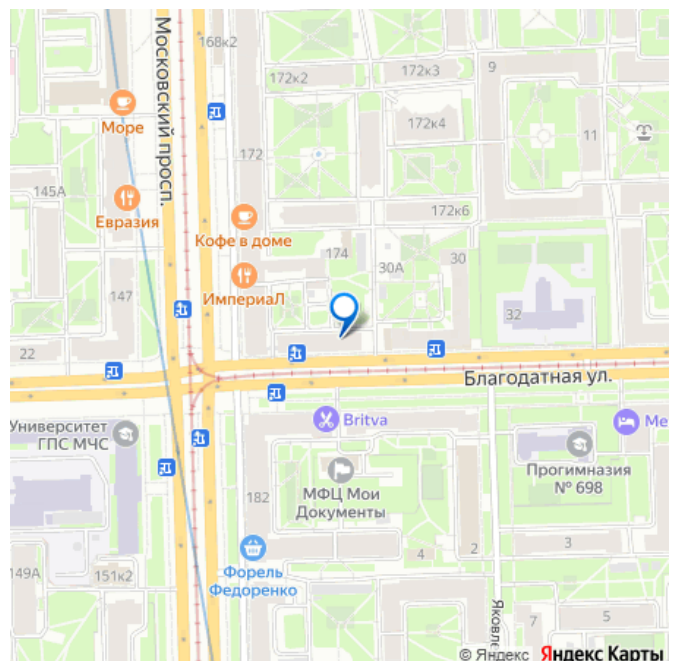 Московский просп.
168к2
172к2
172к3
9
Море
172к4
11
172
145А
Евразия
172к6
Кофе в доме
174
30А
30
147
ИмпериаЛ
32
22
Благодатная ул.
Университет
ГПС МЧС
Britva
Ме
Прогимназия
№ 698
МФЦ Мои
Документы
182
4
2
3
Форель
Федоренко
149А
151к2
Яковле
7
5
© Яндекс Яндекс Карты